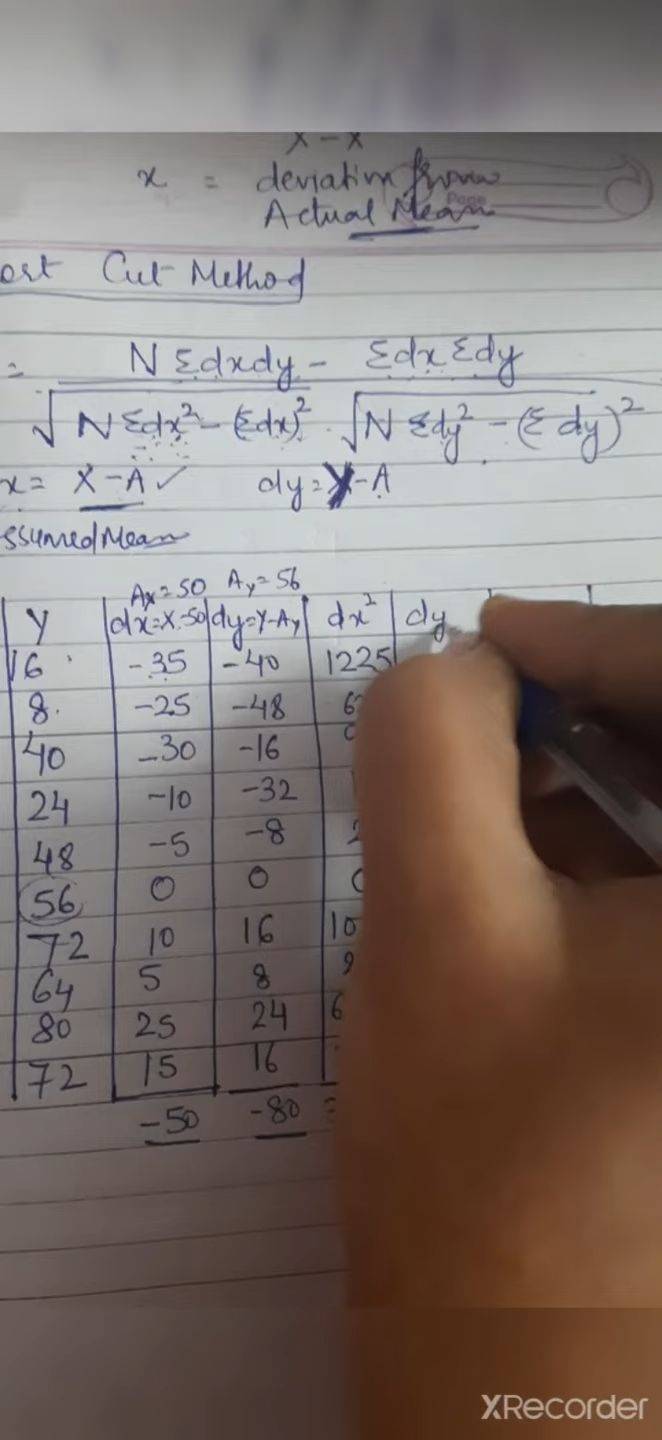 X - X
x = deviation from
Actual Mean
Cut Method
= N Σdxdy - Σdx Σdy
√N Σdx² - (Σdx)² . √N Σdy² - (Σdy)²
x = X - A ✓ dy = Y - A
ssumed Mean
Ax = 50 Ay = 56
Y dx = X-50 dy = Y-Ay dx² dy
16 -35 -40 1225
8 -25 -48
40 -30 -16
24 -10 -32
48 -5 -8
56 0 0
72 10 16
64 5 8
80 25 24
72 15 16
-50 -80
XRecorder